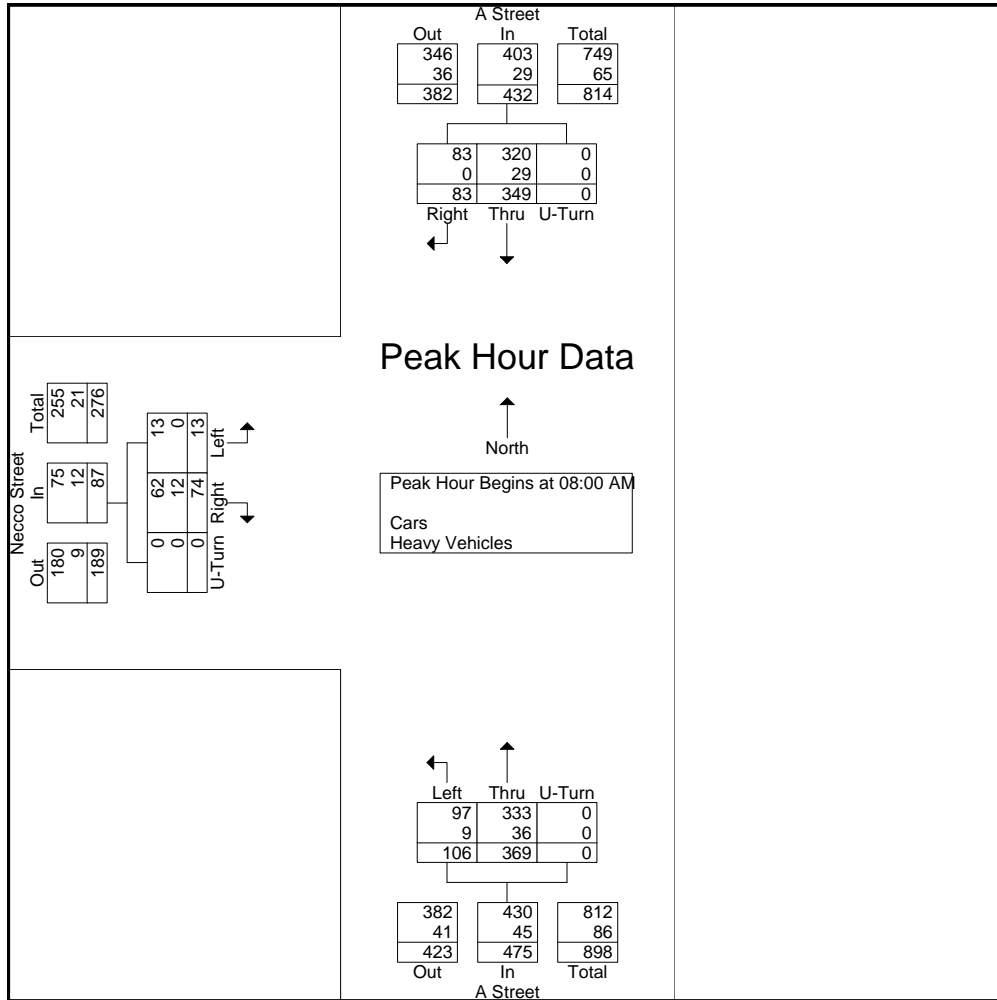 A Street
Out In Total
346 403 749
36 29 65
382 432 814
83 320 0
0 29 0
83 349 0
Right Thru U-Turn
Peak Hour Data
North
Peak Hour Begins at 08:00 AM
Cars
Heavy Vehicles
Necco Street
Out In Total
180 75 255
9 12 21
189 87 276
0 62 13
0 12 0
0 74 13
U-Turn Right Left
Left Thru U-Turn
97 333 0
9 36 0
106 369 0
382 430 812
41 45 86
423 475 898
Out In Total
A Street